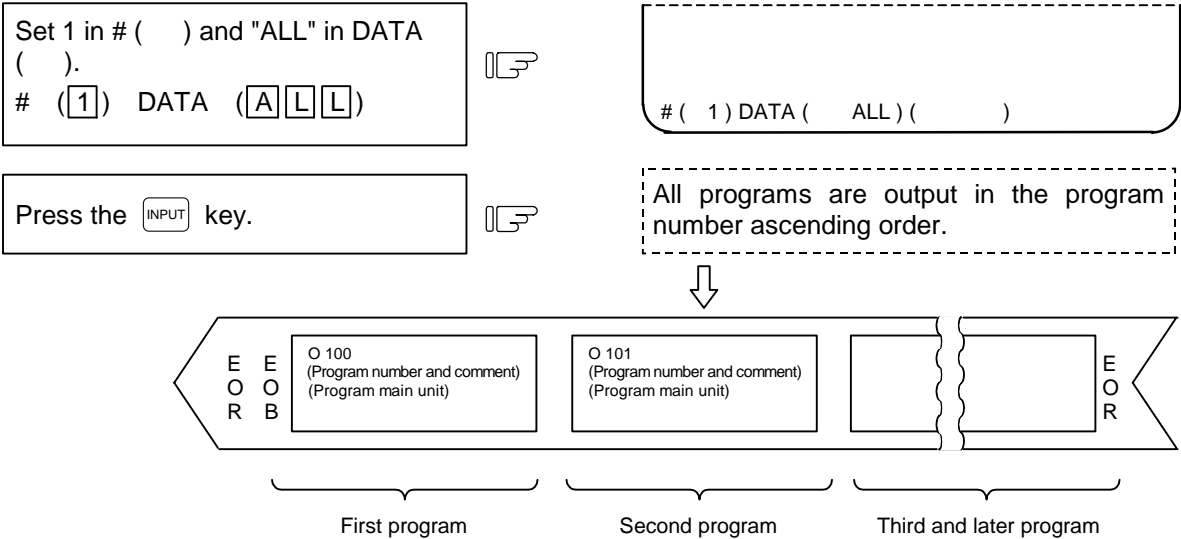 Set 1 in # ( ) and "ALL" in DATA
( ).
# (1) DATA (ALL)
# ( 1 ) DATA ( ALL ) ( )
Press the INPUT key.
All programs are output in the program
number ascending order.
E
O
R
E
O
B
O 100
(Program number and comment)
(Program main unit)
O 101
(Program number and comment)
(Program main unit)
E
O
R
First program
Second program
Third and later program